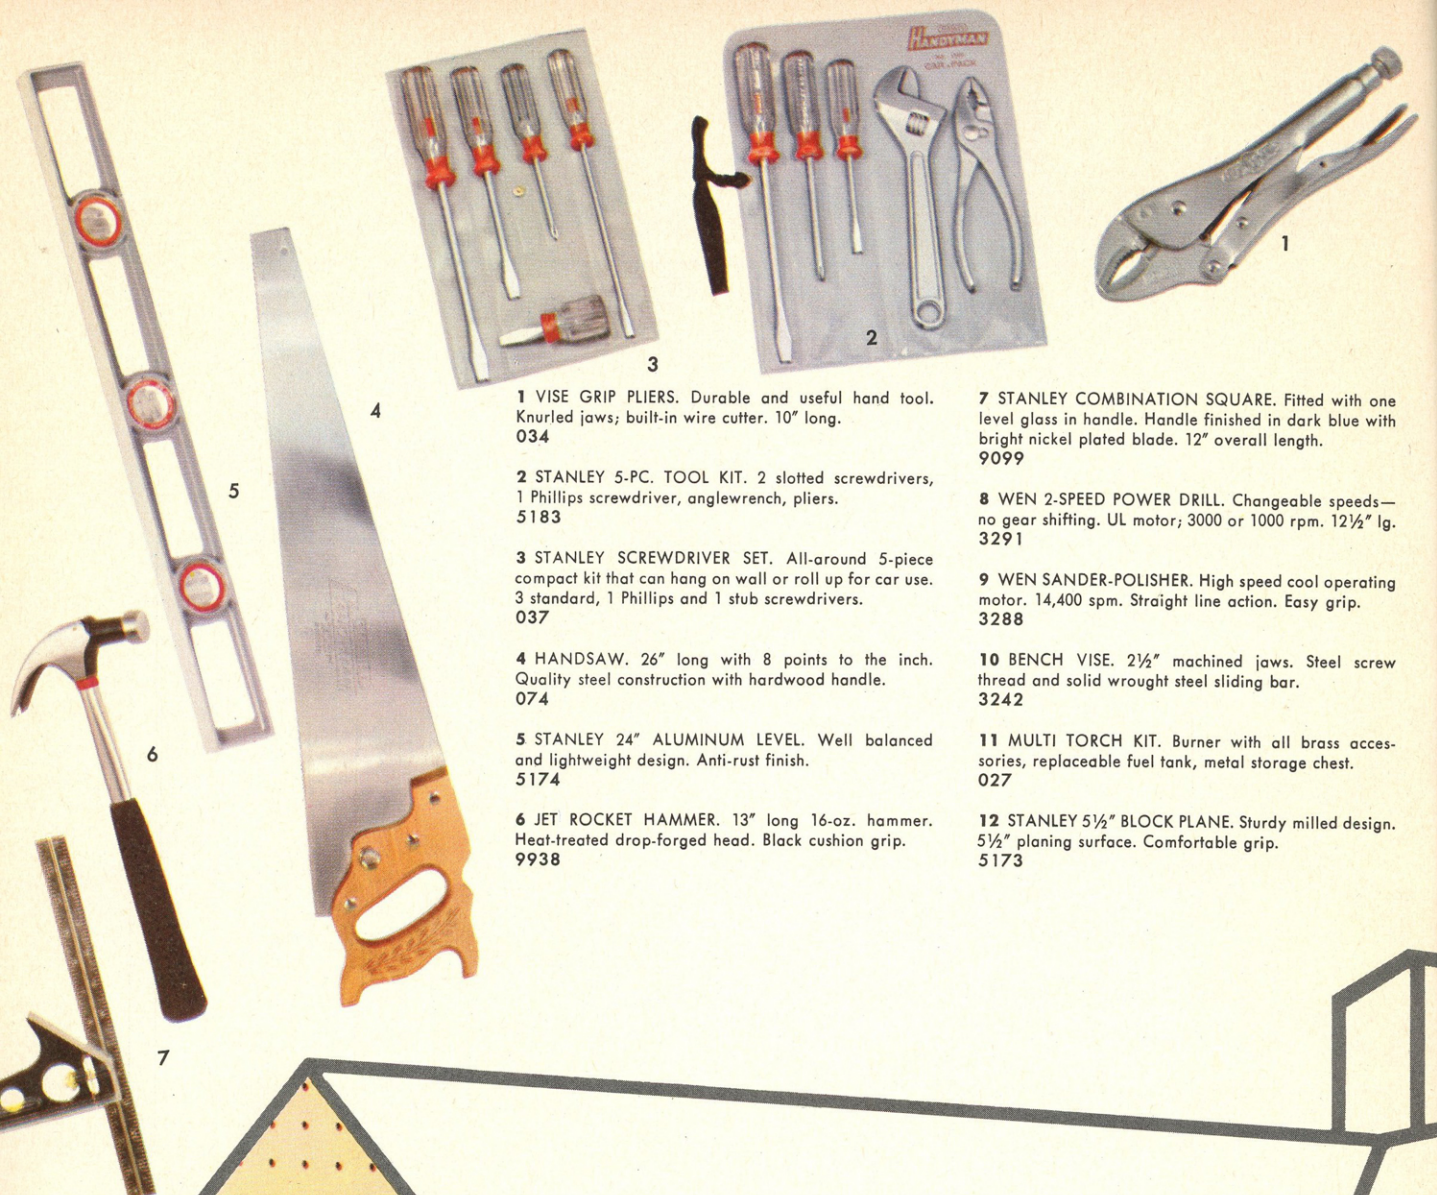 HANDYMAN
CAR-PACK
1
2
3
4
5
6
7
1 VISE GRIP PLIERS. Durable and useful hand tool.
Knurled jaws; built-in wire cutter. 10″ long.
034
2 STANLEY 5-PC. TOOL KIT. 2 slotted screwdrivers,
1 Phillips screwdriver, anglewrench, pliers.
5183
3 STANLEY SCREWDRIVER SET. All-around 5-piece
compact kit that can hang on wall or roll up for car use.
3 standard, 1 Phillips and 1 stub screwdrivers.
037
4 HANDSAW. 26″ long with 8 points to the inch.
Quality steel construction with hardwood handle.
074
5 STANLEY 24″ ALUMINUM LEVEL. Well balanced
and lightweight design. Anti-rust finish.
5174
6 JET ROCKET HAMMER. 13″ long 16-oz. hammer.
Heat-treated drop-forged head. Black cushion grip.
9938
7 STANLEY COMBINATION SQUARE. Fitted with one
level glass in handle. Handle finished in dark blue with
bright nickel plated blade. 12″ overall length.
9099
8 WEN 2-SPEED POWER DRILL. Changeable speeds—
no gear shifting. UL motor; 3000 or 1000 rpm. 12½″ lg.
3291
9 WEN SANDER-POLISHER. High speed cool operating
motor. 14,400 spm. Straight line action. Easy grip.
3288
10 BENCH VISE. 2½″ machined jaws. Steel screw
thread and solid wrought steel sliding bar.
3242
11 MULTI TORCH KIT. Burner with all brass acces-
sories, replaceable fuel tank, metal storage chest.
027
12 STANLEY 5½″ BLOCK PLANE. Sturdy milled design.
5½″ planing surface. Comfortable grip.
5173